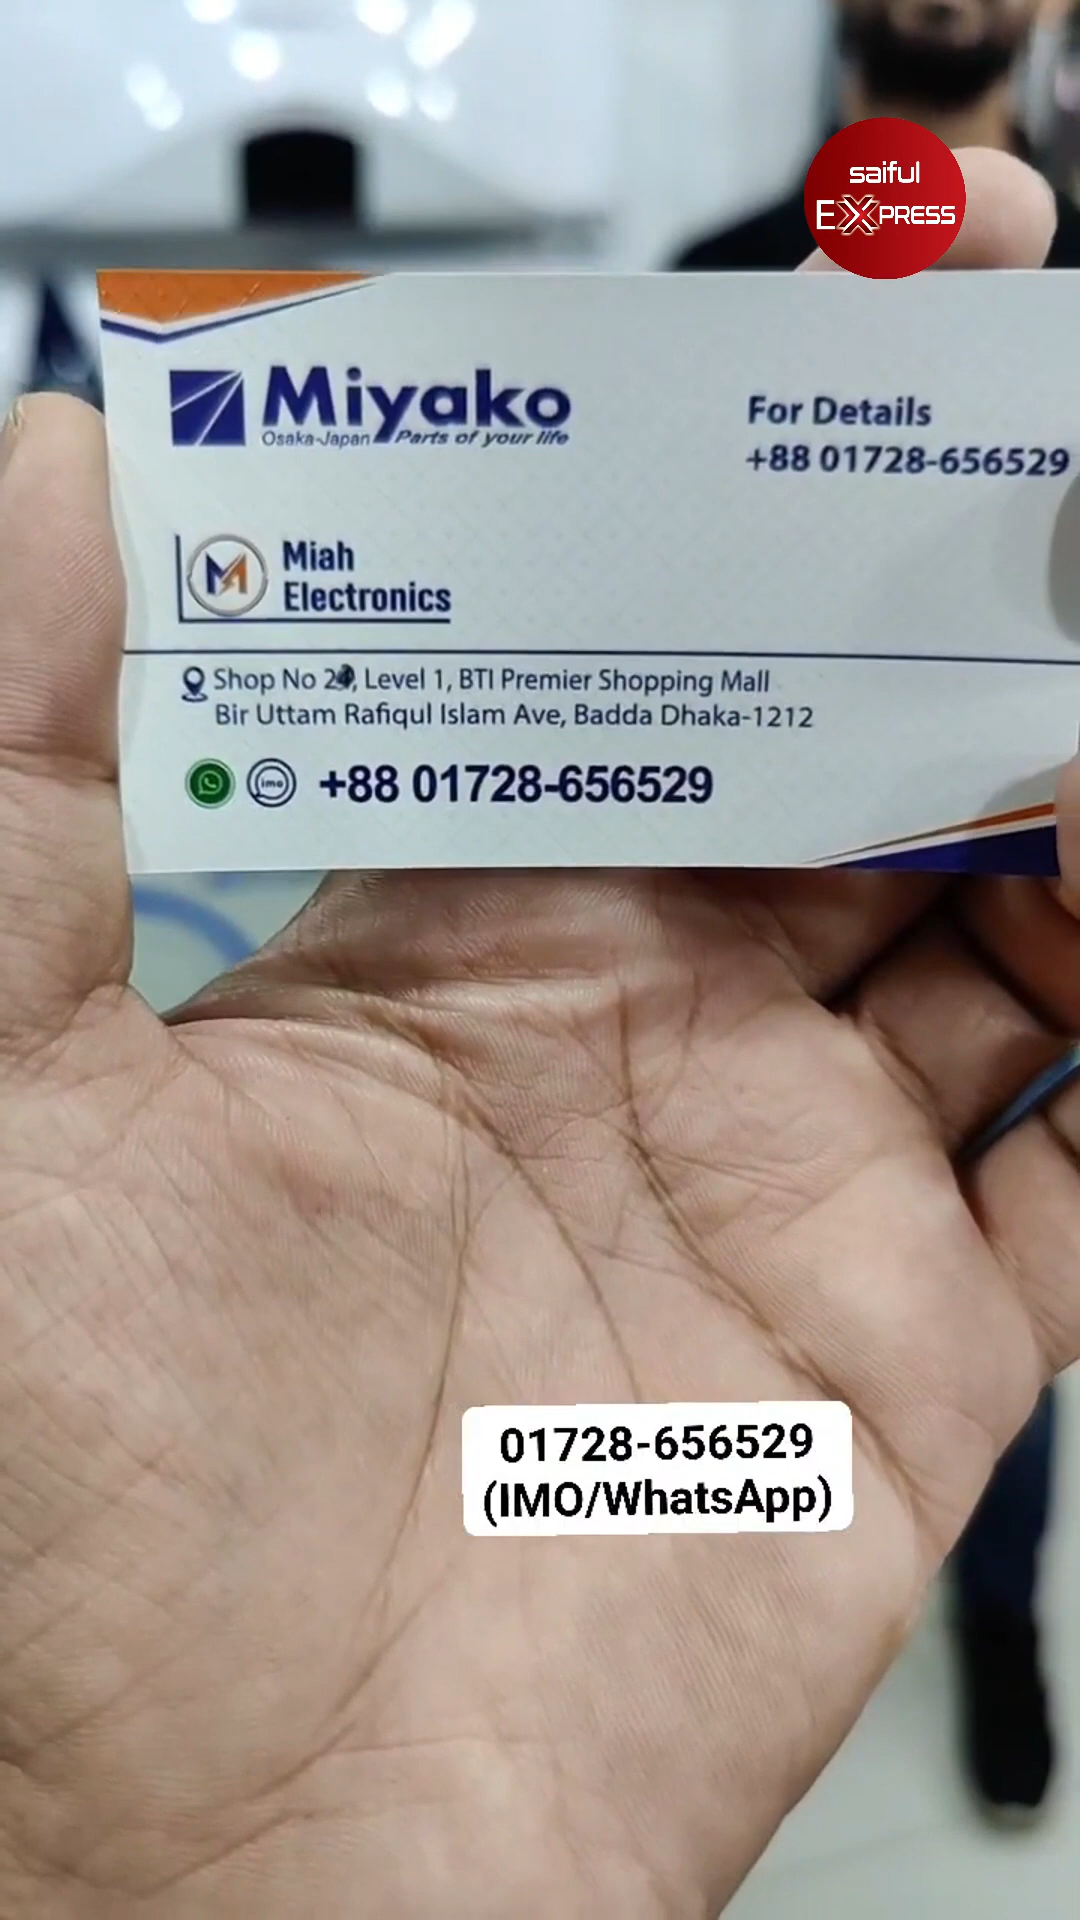 saiful
EXPRESS
Miyako
Osaka-Japan Parts of your life
For Details
+88 01728-656529
Miah
Electronics
Shop No , Level 1, BTI Premier Shopping Mall
Bir Uttam Rafiqul Islam Ave, Badda Dhaka-1212
imo +88 01728-656529
01728-656529
(IMO/WhatsApp)